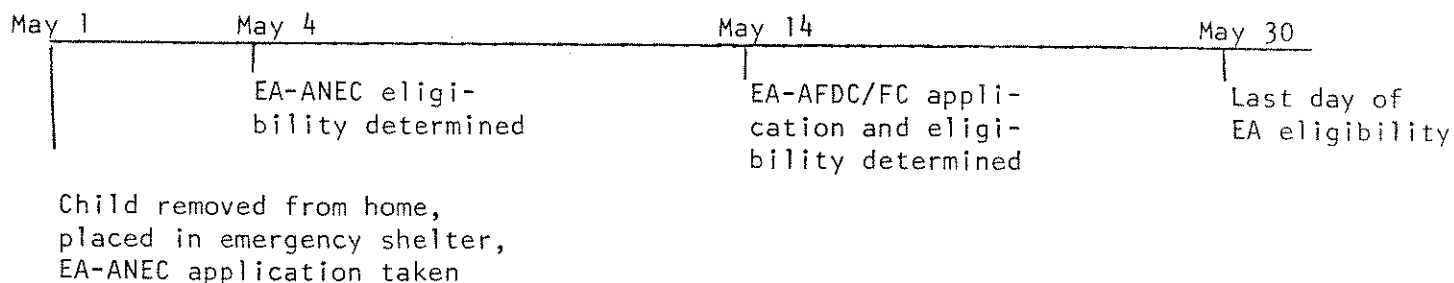 May 1 May 4 May 14 May 30
EA-ANEC eligi-
bility determined
EA-AFDC/FC appli-
cation and eligi-
bility determined
Last day of
EA eligibility
Child removed from home,
placed in emergency shelter,
EA-ANEC application taken